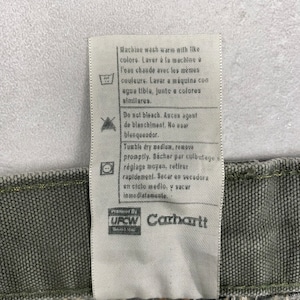 Machine wash warm with like
colors. Laver à la machine à
l'eau chaude avec les mêmes
couleurs. Lavar a máquina con
agua tibia, junto a colores
similares.
Do not bleach. Aucun agent
de blanchiment. No usar
blanqueador.
Tumble dry medium, remove
promptly. Sécher par culbutage à
réglage moyen, retirer
rapidement. Secar en secadora
en ciclo medio, y sacar
inmediatamente.
UFCW
Carhartt